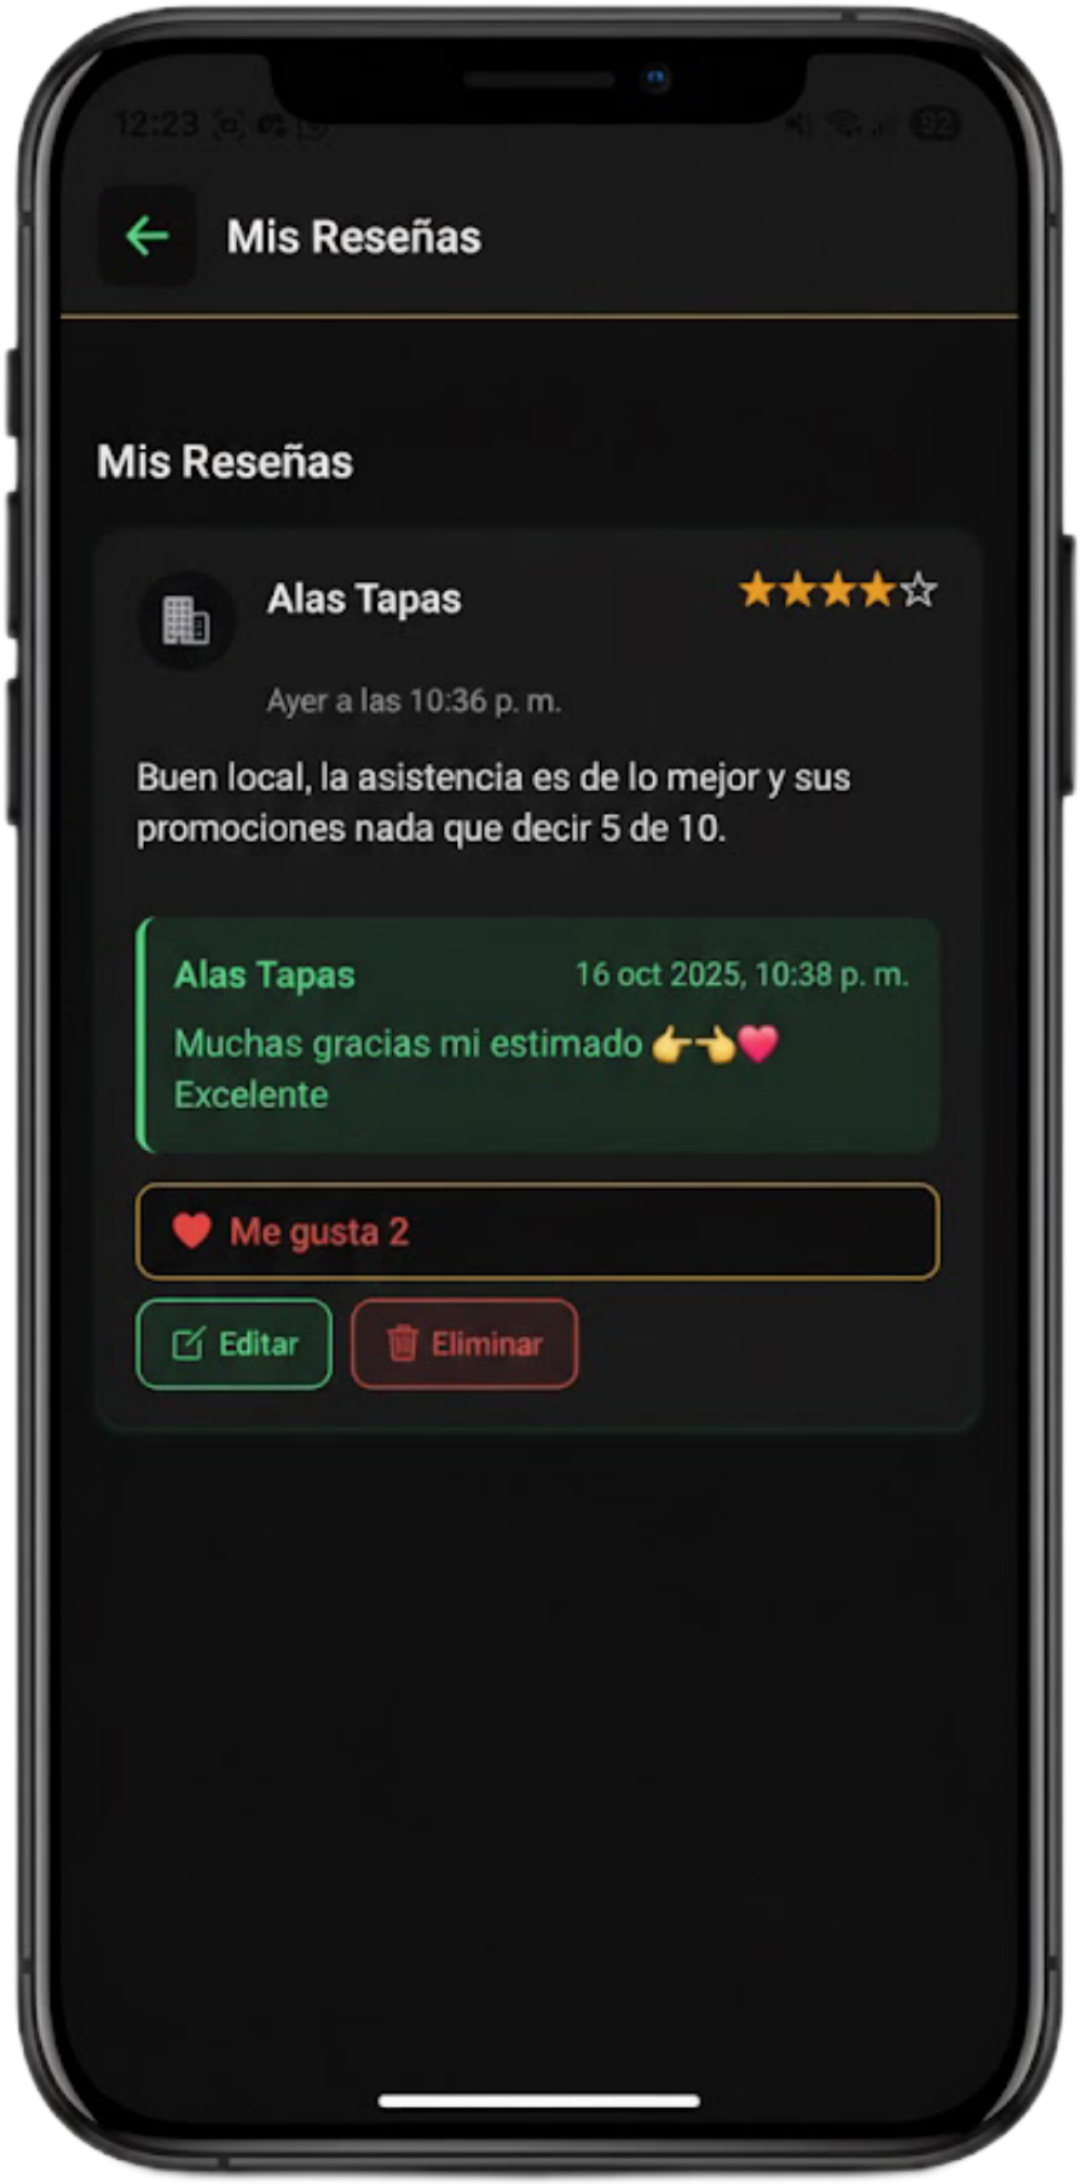 12:23
92
Mis Reseñas
Mis Reseñas
Alas Tapas
Ayer a las 10:36 p. m.
Buen local, la asistencia es de lo mejor y sus
promociones nada que decir 5 de 10.
Alas Tapas
16 oct 2025, 10:38 p. m.
Muchas gracias mi estimado 👉👈❤️
Excelente
Me gusta 2
Editar
Eliminar